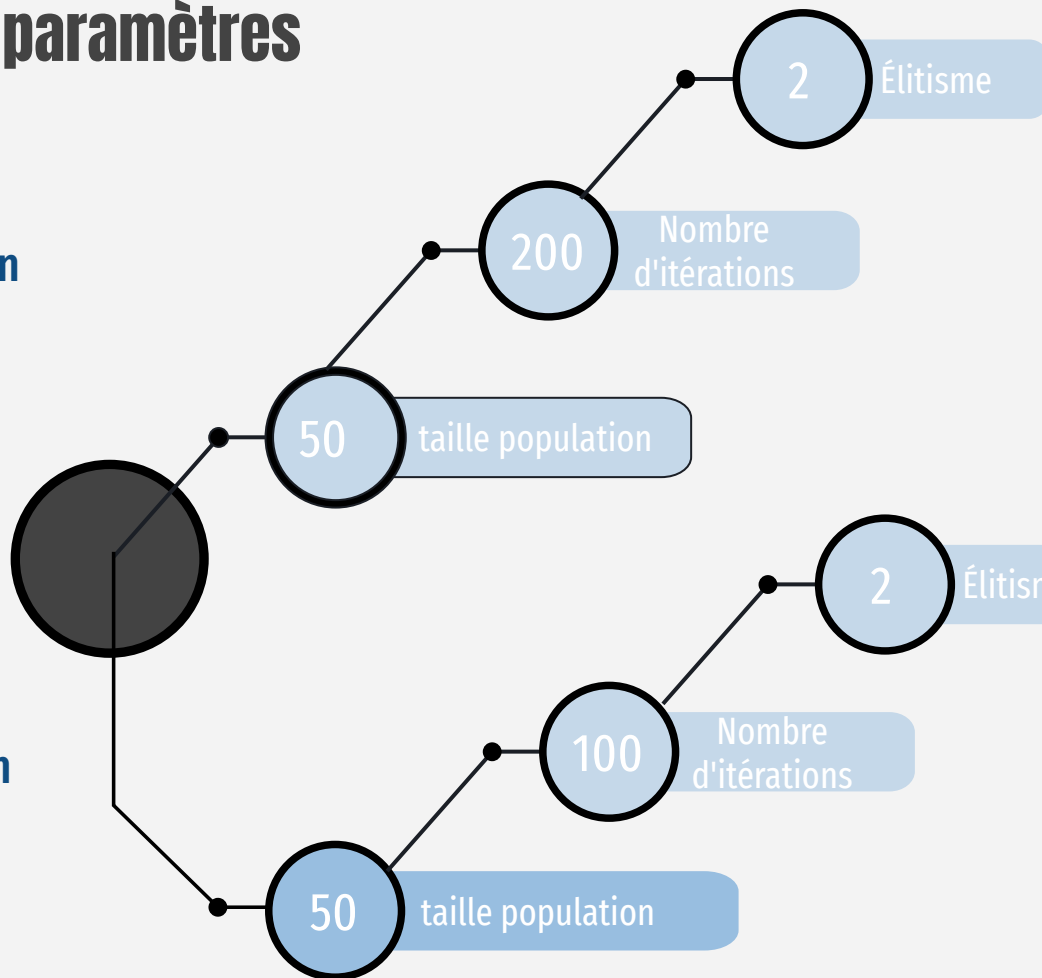 paramètres
2
Élitisme
200
Nombre
d'itérations
n
50
taille population
2
100
Nombre
d'itérations
50
taille population